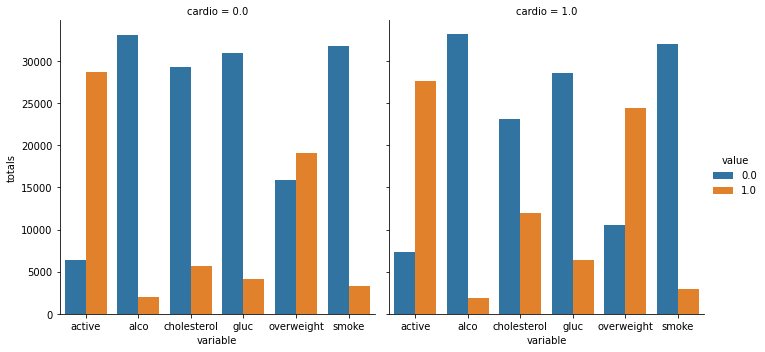 cardio = 0.0
cardio = 1.0
totals
30000
25000
20000
15000
10000
5000
0
active alco cholesterol gluc overweight smoke
variable
active alco cholesterol gluc overweight smoke
variable
value
0.0
1.0